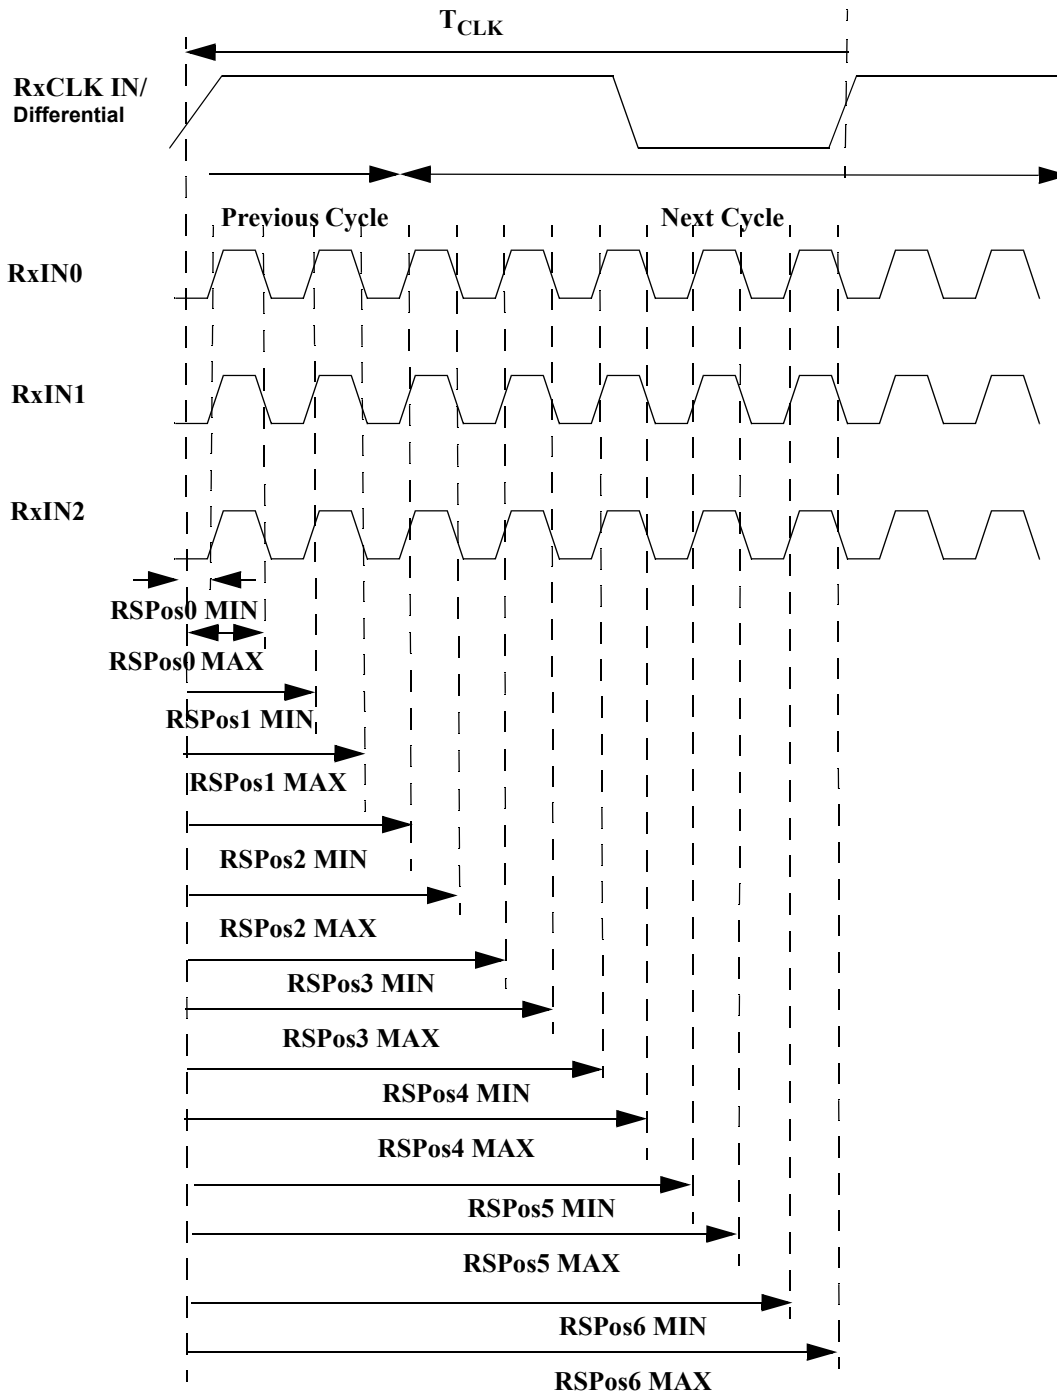 TCLK
RxCLK IN/
Differential
Previous Cycle
Next Cycle
RxIN0
RxIN1
RxIN2
RSPos0 MIN
RSPos0 MAX
RSPos1 MIN
RSPos1 MAX
RSPos2 MIN
RSPos2 MAX
RSPos3 MIN
RSPos3 MAX
RSPos4 MIN
RSPos4 MAX
RSPos5 MIN
RSPos5 MAX
RSPos6 MIN
RSPos6 MAX